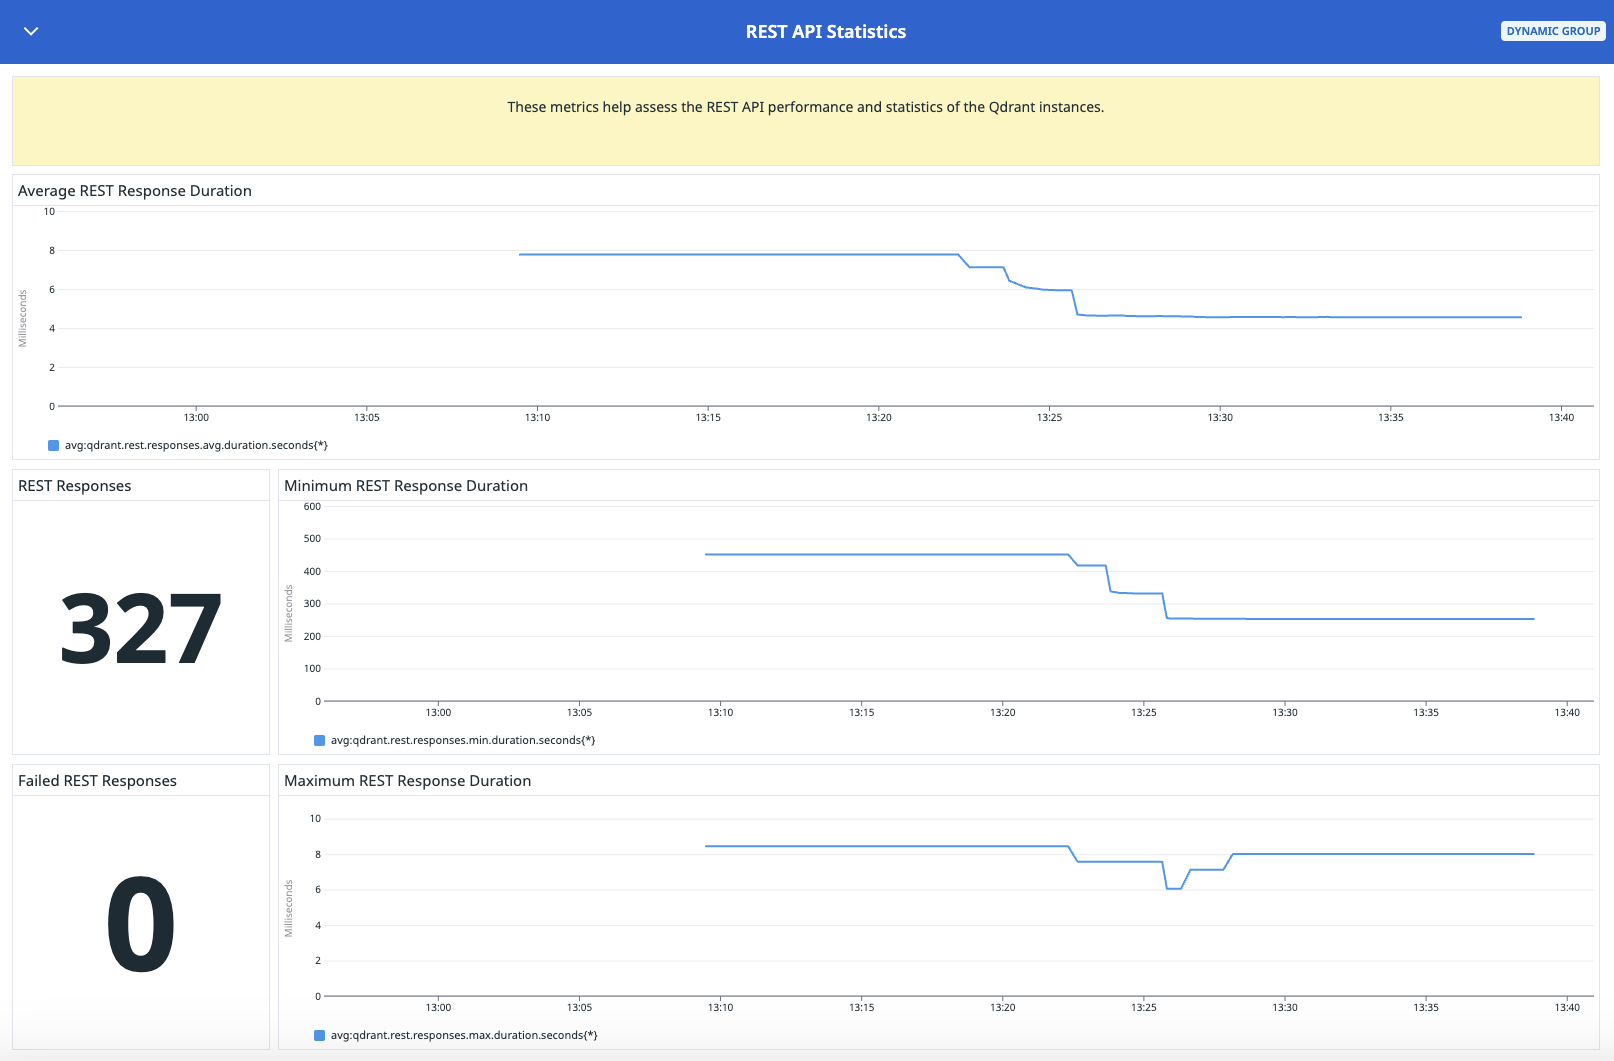 REST API Statistics
DYNAMIC GROUP
These metrics help assess the REST API performance and statistics of the Qdrant instances.
Average REST Response Duration
10
8
6
4
2
0
Milliseconds
13:00 13:05 13:10 13:15 13:20 13:25 13:30 13:35 13:40
avg:qdrant.rest.responses.avg.duration.seconds{*}
REST Responses
327
Minimum REST Response Duration
600
500
400
300
200
100
0
Milliseconds
13:00 13:05 13:10 13:15 13:20 13:25 13:30 13:35 13:40
avg:qdrant.rest.responses.min.duration.seconds{*}
Failed REST Responses
0
Maximum REST Response Duration
10
8
6
4
2
0
Milliseconds
13:00 13:05 13:10 13:15 13:20 13:25 13:30 13:35 13:40
avg:qdrant.rest.responses.max.duration.seconds{*}